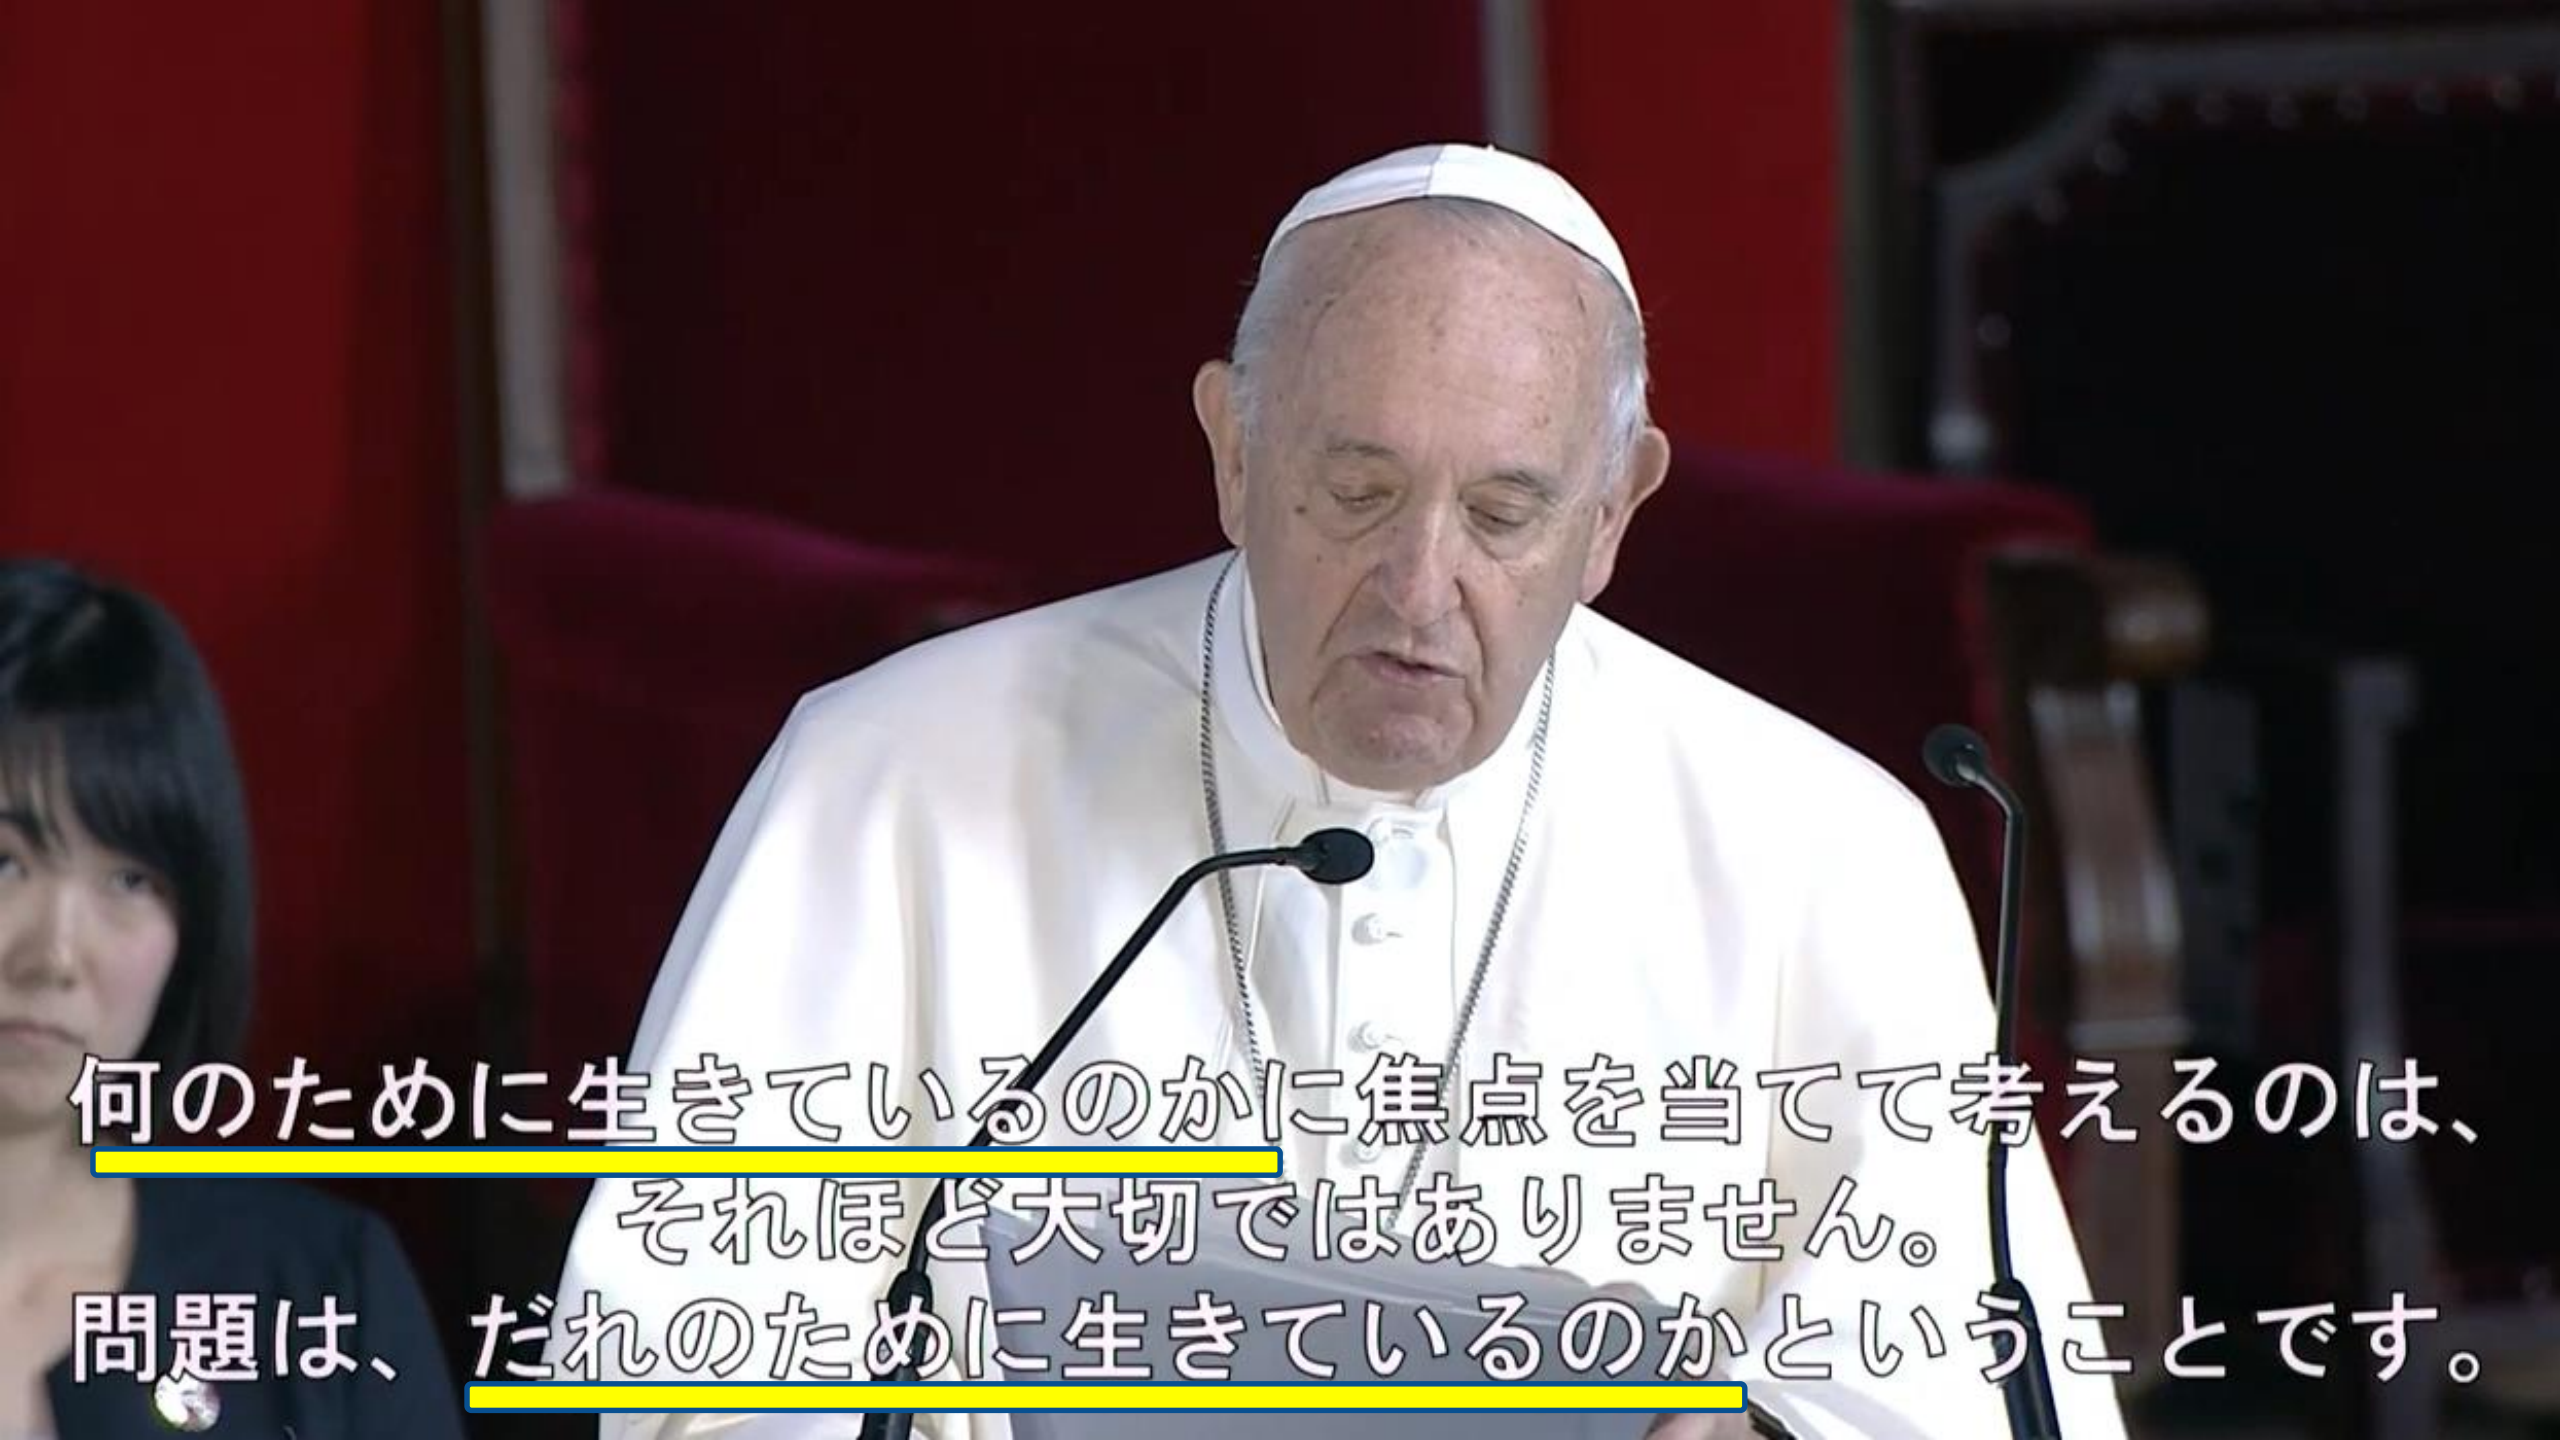 何のために生きているのかに焦点を当てて考えるのは、
それほど大切ではありません。
問題は、だれのために生きているのかということです。